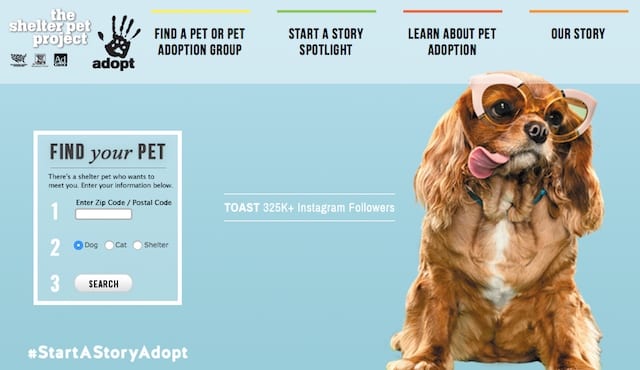 the
shelter pet
project
adopt
Ad
FIND A PET OR PET
ADOPTION GROUP
START A STORY
SPOTLIGHT
LEARN ABOUT PET
ADOPTION
OUR STORY
FIND your PET
There's a shelter pet who wants to
meet you. Enter your information below.
1 Enter Zip Code / Postal Code
2 Dog Cat Shelter
3 SEARCH
TOAST 325K+ Instagram Followers
#StartAStoryAdopt